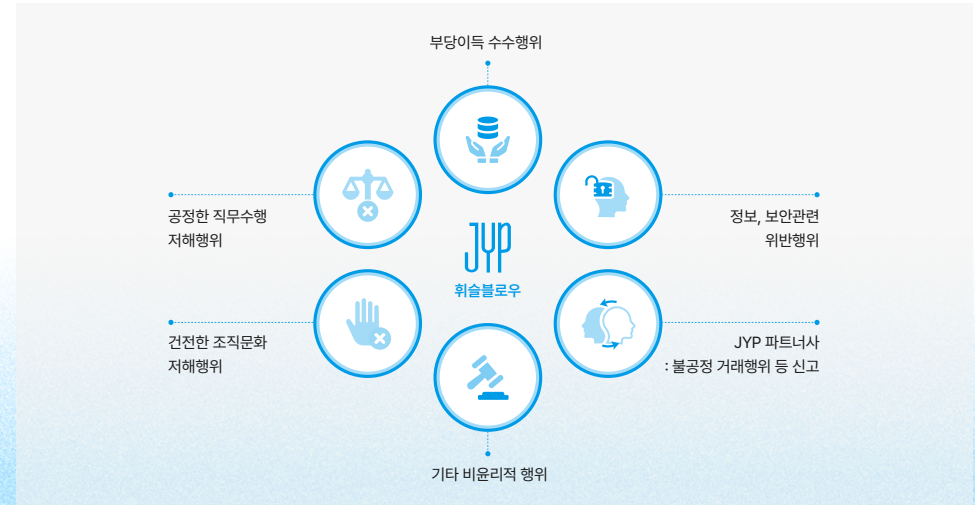 부당이득 수수행위
공정한 직무수행
저해행위
정보, 보안관련
위반행위
JYP
휘슬블로우
건전한 조직문화
저해행위
JYP 파트너사
: 불공정 거래행위 등 신고
기타 비윤리적 행위